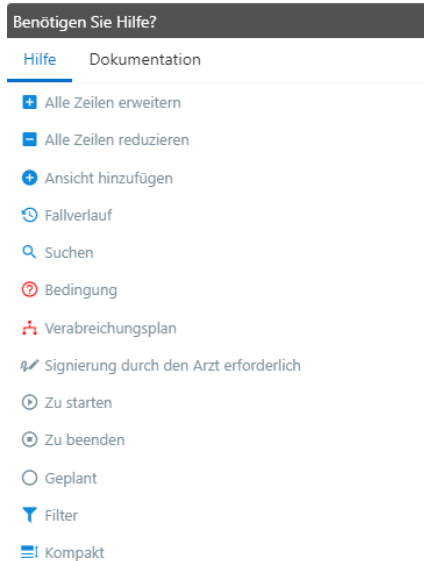 Benötigen Sie Hilfe?
Hilfe Dokumentation
Alle Zeilen erweitern
Alle Zeilen reduzieren
Ansicht hinzufügen
Fallverlauf
Suchen
Bedingung
Verabreichungsplan
Signierung durch den Arzt erforderlich
Zu starten
Zu beenden
Geplant
Filter
Kompakt